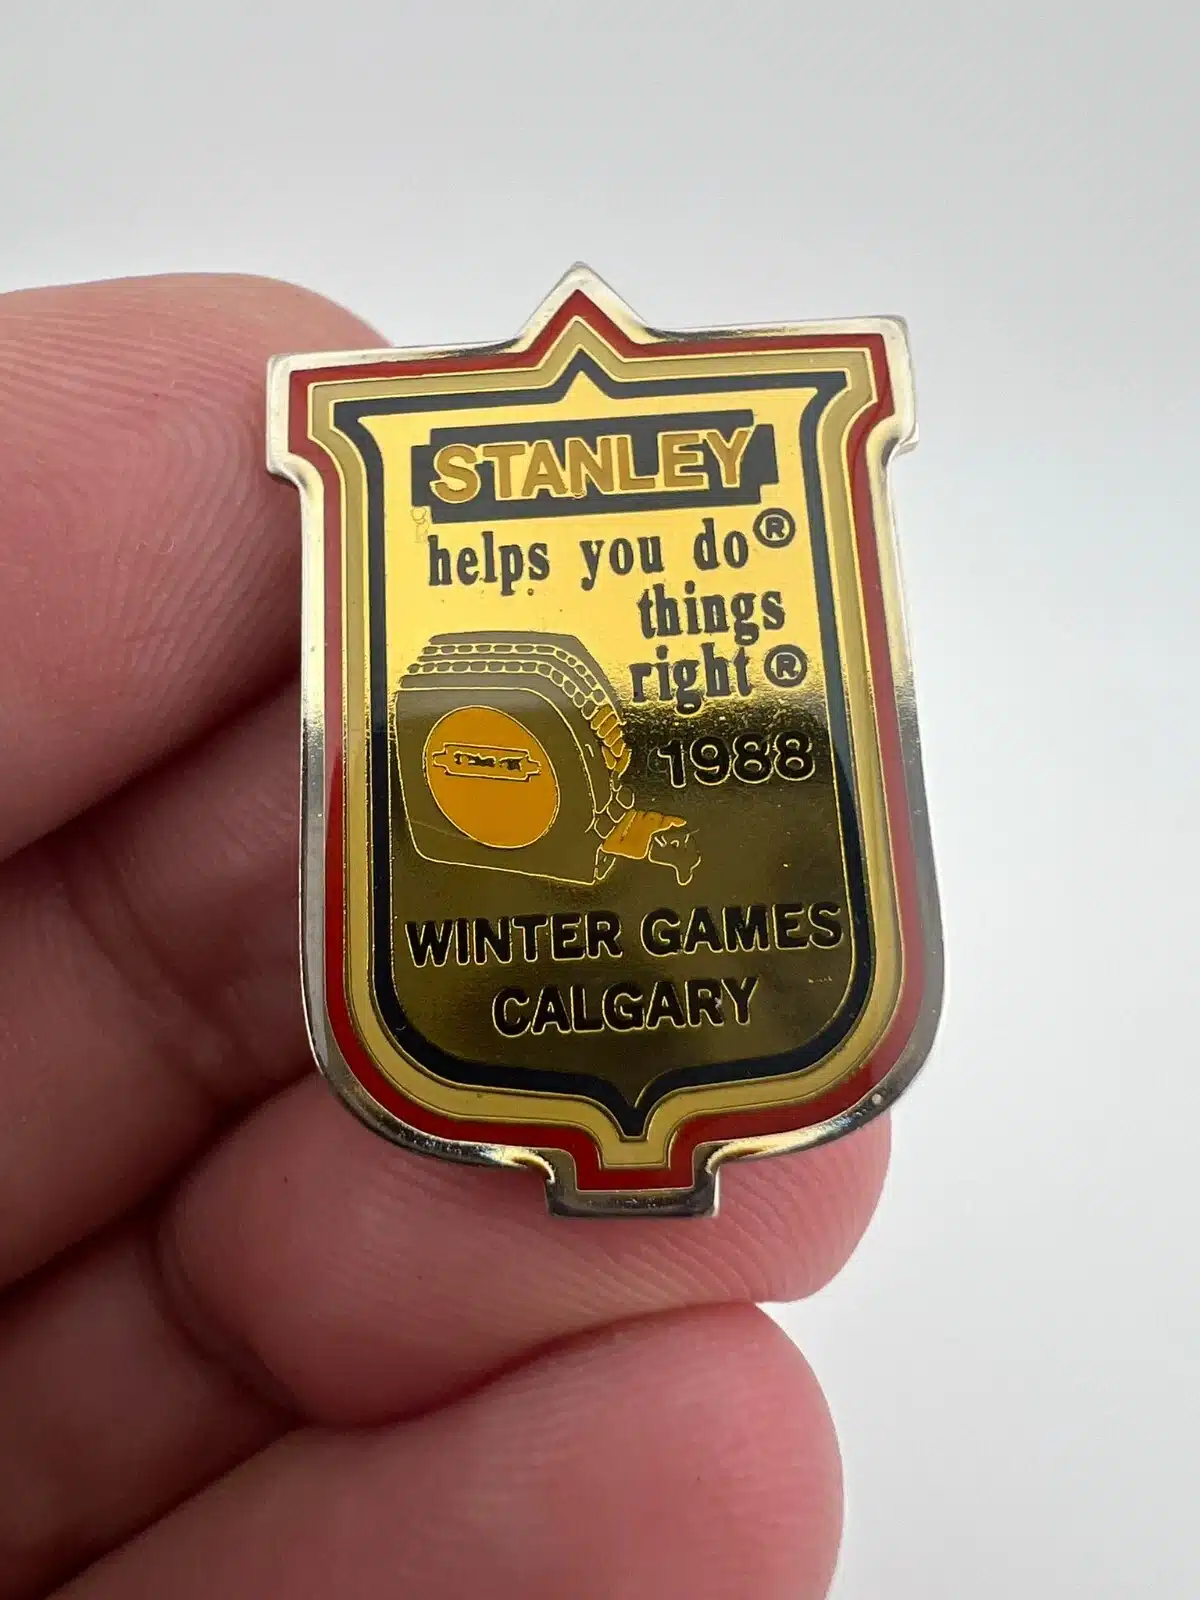 STANLEY
helps you do®
things
right®
1988
WINTER GAMES
CALGARY